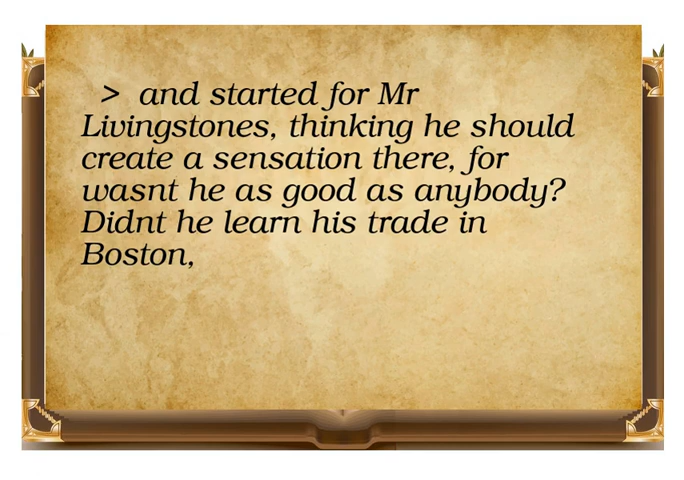 > and started for Mr
Livingstones, thinking he should
create a sensation there, for
wasnt he as good as anybody?
Didnt he learn his trade in
Boston,